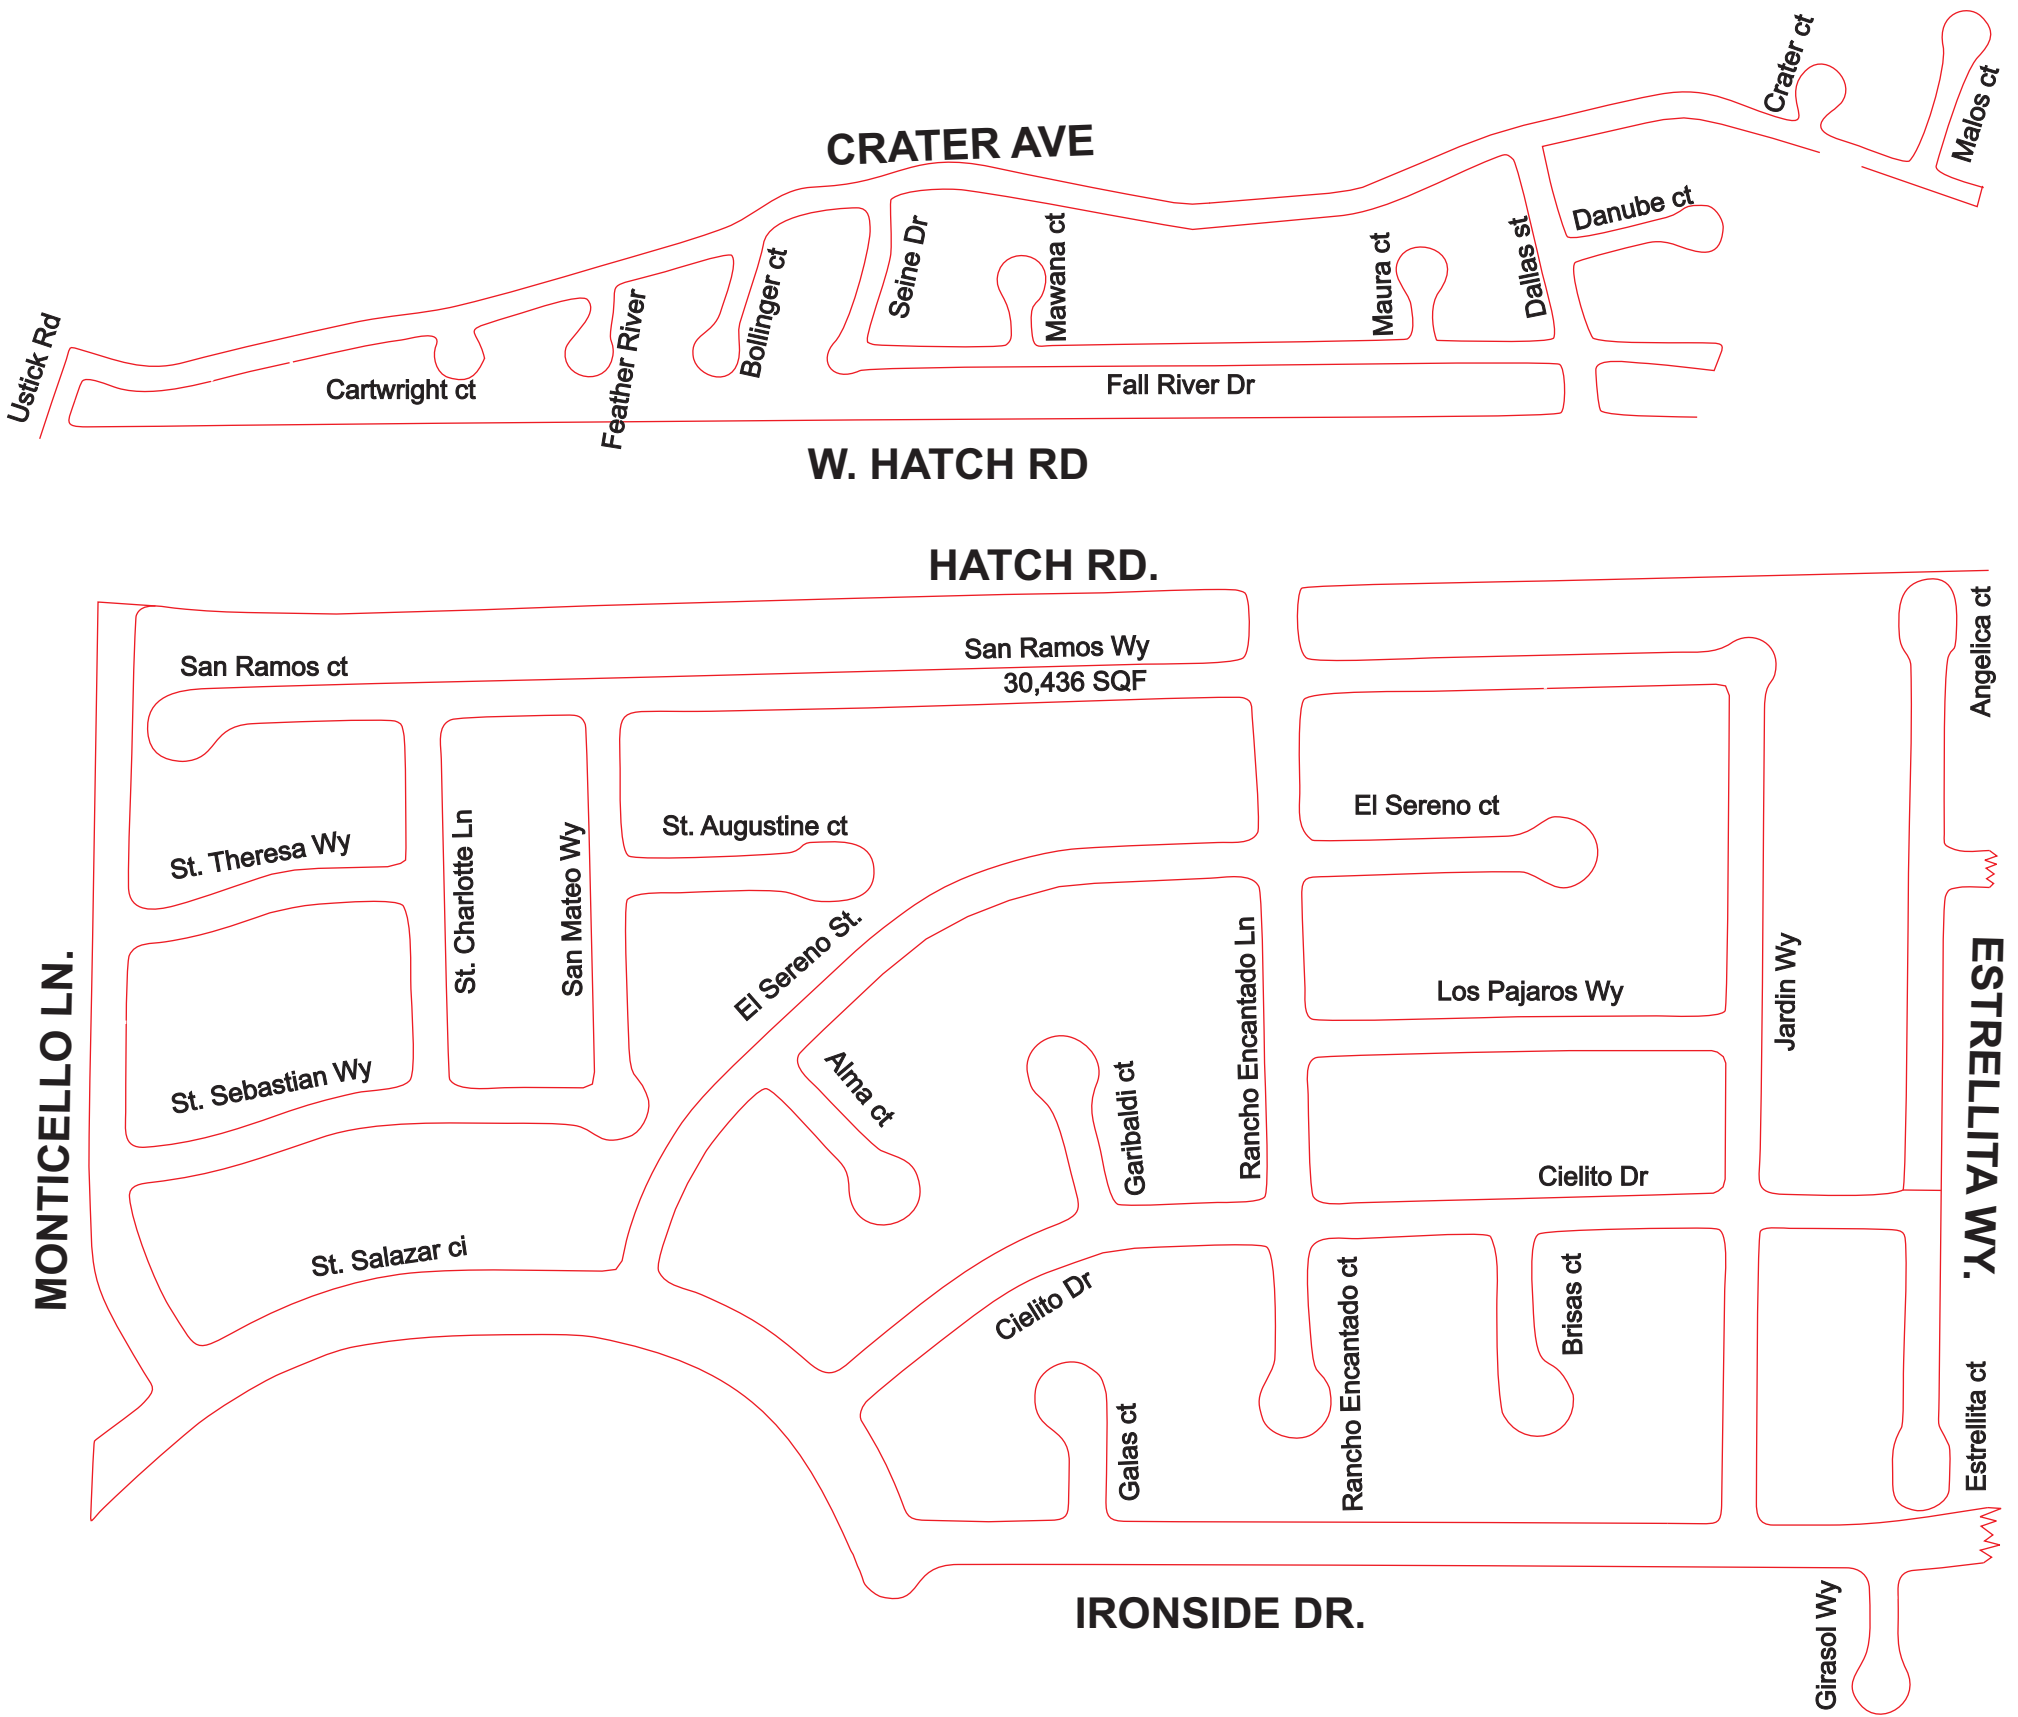 Crater ct
Malos ct
CRATER AVE
Danube ct
Seine Dr
Mawana ct
Maura ct
Dallas st
Bollinger ct
Feather River
Ustick Rd
Cartwright ct
Fall River Dr
W. HATCH RD
HATCH RD.
Angelica ct
San Ramos ct
San Ramos Wy
30,436 SQF
El Sereno ct
St. Augustine ct
St. Theresa Wy
St. Charlotte Ln
San Mateo Wy
El Sereno St.
Rancho Encantado Ln
Los Pajaros Wy
Jardin Wy
ESTRELLITA WY.
MONTICELLO LN.
St. Sebastian Wy
Alma ct
Garibaldi ct
Cielito Dr
St. Salazar ci
Cielito Dr
Rancho Encantado ct
Brisas ct
Galas ct
Estrellita ct
IRONSIDE DR.
Girasol Wy